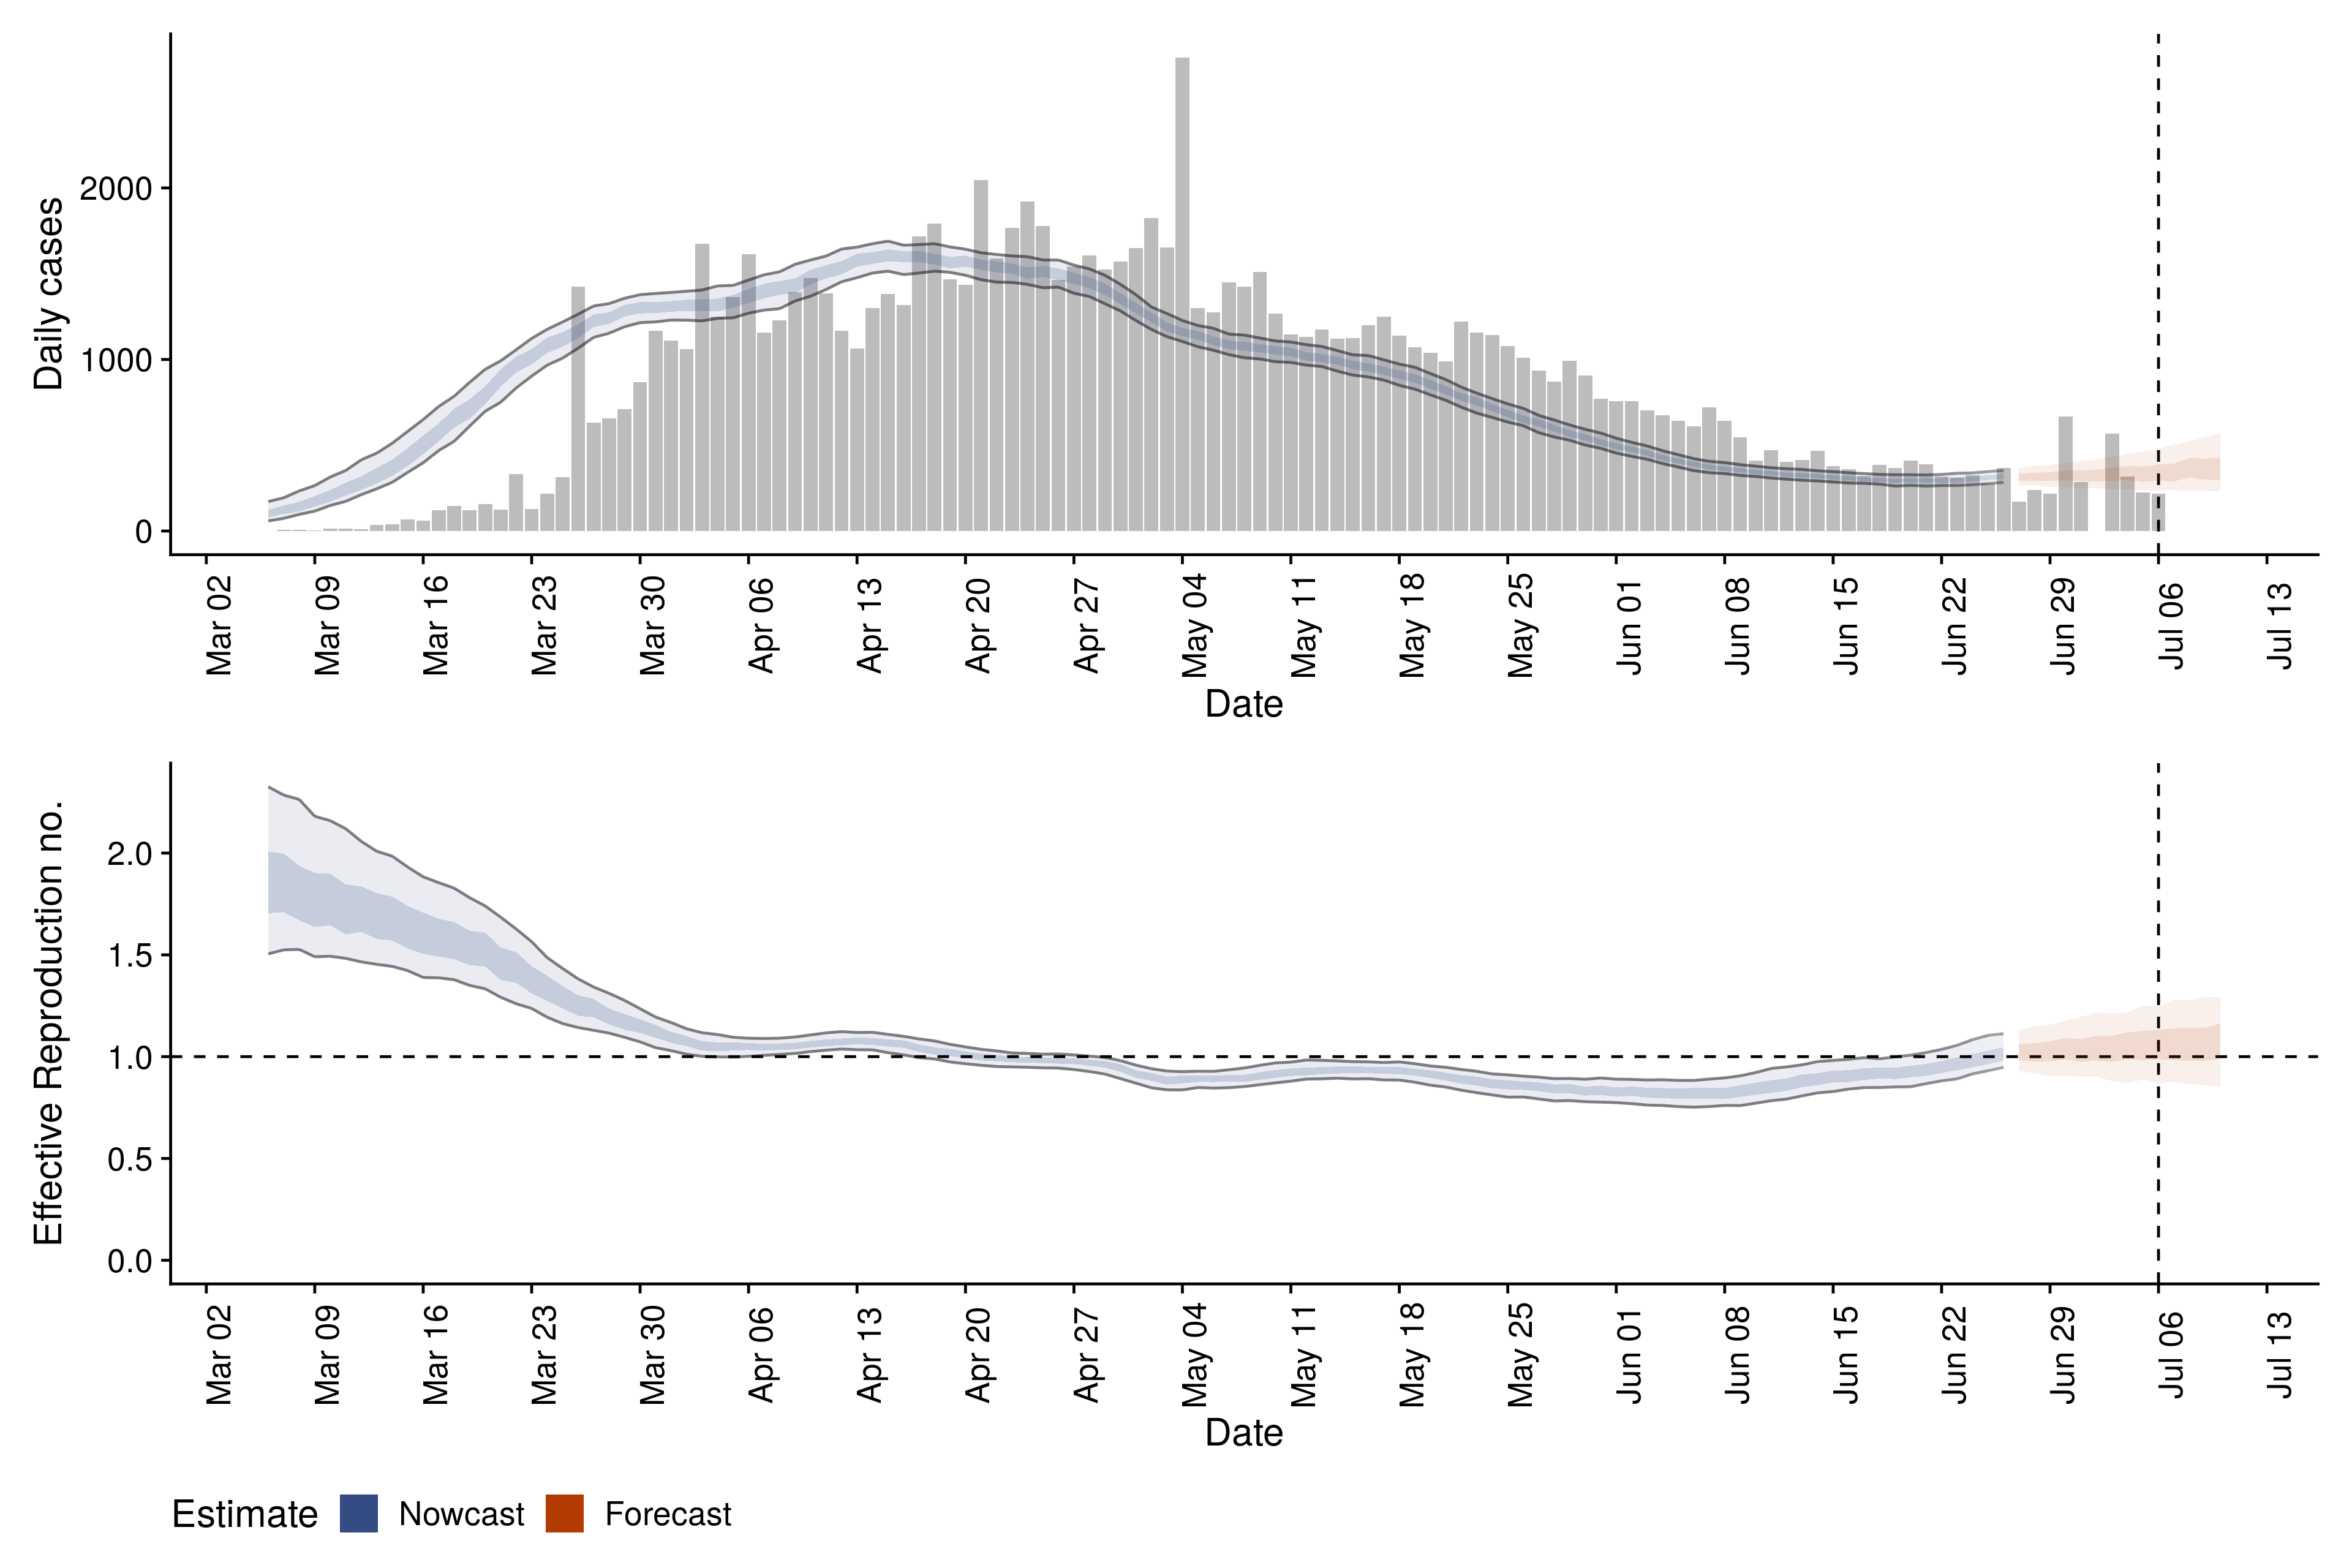 Daily cases
2000
1000
0
Mar 02
Mar 09
Mar 16
Mar 23
Mar 30
Apr 06
Apr 13
Apr 20
Apr 27
May 04
May 11
May 18
May 25
Jun 01
Jun 08
Jun 15
Jun 22
Jun 29
Jul 06
Jul 13
Date
Effective Reproduction no.
2.0
1.5
1.0
0.5
0.0
Mar 02
Mar 09
Mar 16
Mar 23
Mar 30
Apr 06
Apr 13
Apr 20
Apr 27
May 04
May 11
May 18
May 25
Jun 01
Jun 08
Jun 15
Jun 22
Jun 29
Jul 06
Jul 13
Date
Estimate Nowcast Forecast